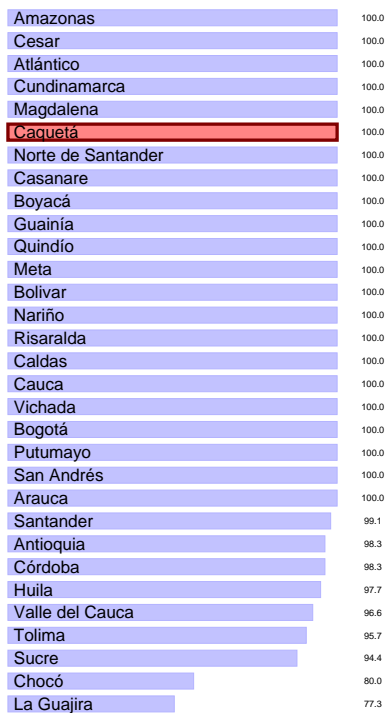 Amazonas 100.0
Cesar 100.0
Atlántico 100.0
Cundinamarca 100.0
Magdalena 100.0
Caquetá 100.0
Norte de Santander 100.0
Casanare 100.0
Boyacá 100.0
Guainía 100.0
Quindío 100.0
Meta 100.0
Bolivar 100.0
Nariño 100.0
Risaralda 100.0
Caldas 100.0
Cauca 100.0
Vichada 100.0
Bogotá 100.0
Putumayo 100.0
San Andrés 100.0
Arauca 100.0
Santander 99.1
Antioquia 98.3
Córdoba 98.3
Huila 97.7
Valle del Cauca 96.6
Tolima 95.7
Sucre 94.4
Chocó 80.0
La Guajira 77.3